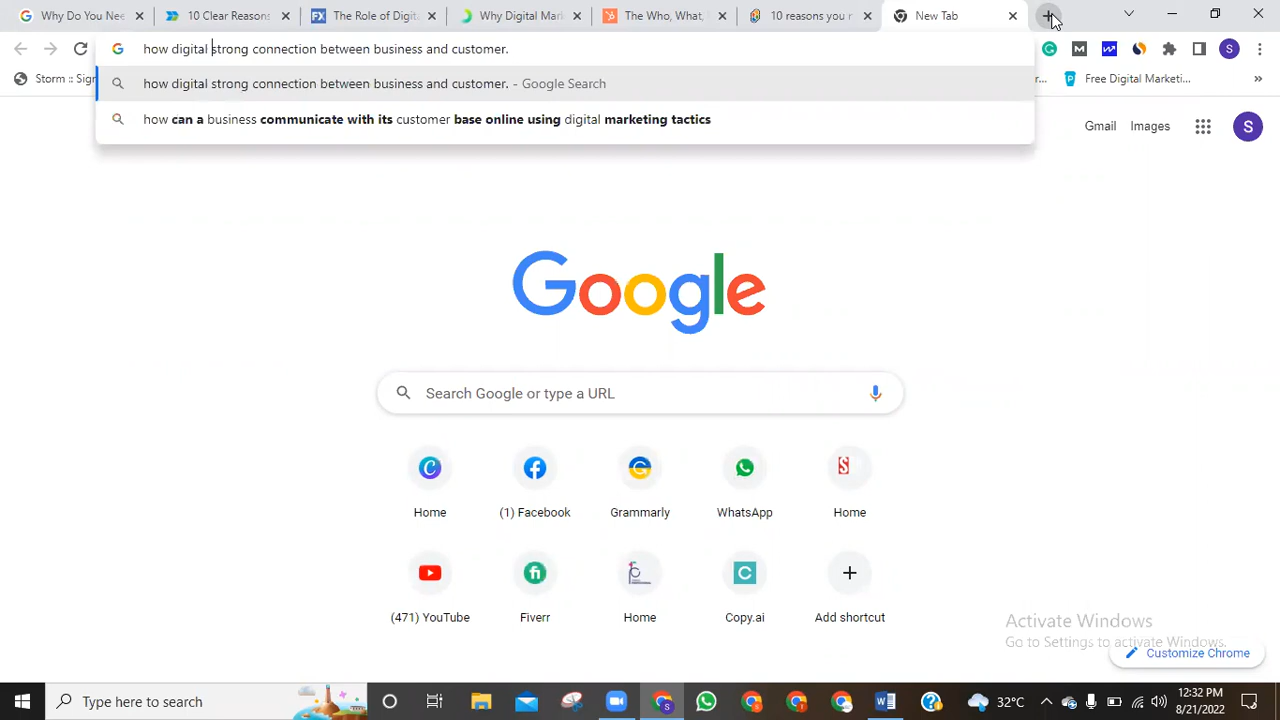 Why Do You Nee
10 Clear Reasons
The Role of Digit
Why Digital Mark
The Who, What,
10 reasons you n
New Tab
how digital strong connection between business and customer.
S
Storm :: Sign
Free Digital Marketi...
»
how digital strong connection between business and customer. - Google Search
how can a business communicate with its customer base online using digital marketing tactics
Gmail
Images
S
Google
Search Google or type a URL
Home
(1) Facebook
Grammarly
WhatsApp
Home
(471) YouTube
Fiverr
Home
Copy.ai
Add shortcut
Activate Windows
Go to Settings to activate Windows.
Customize Chrome
Type here to search
32°C
12:32 PM
8/21/2022